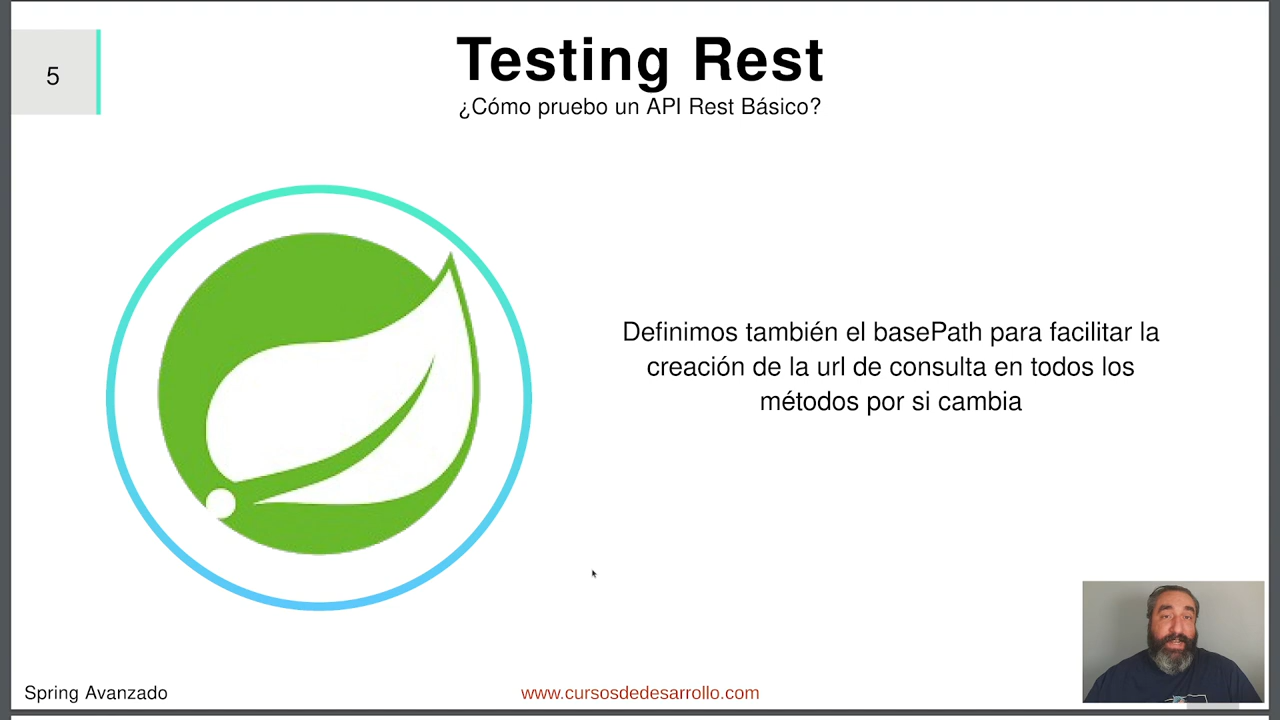 5
Testing Rest
¿Cómo pruebo un API Rest Básico?
Definimos también el basePath para facilitar la
creación de la url de consulta en todos los
métodos por si cambia
Spring Avanzado
www.cursosdedesarrollo.com